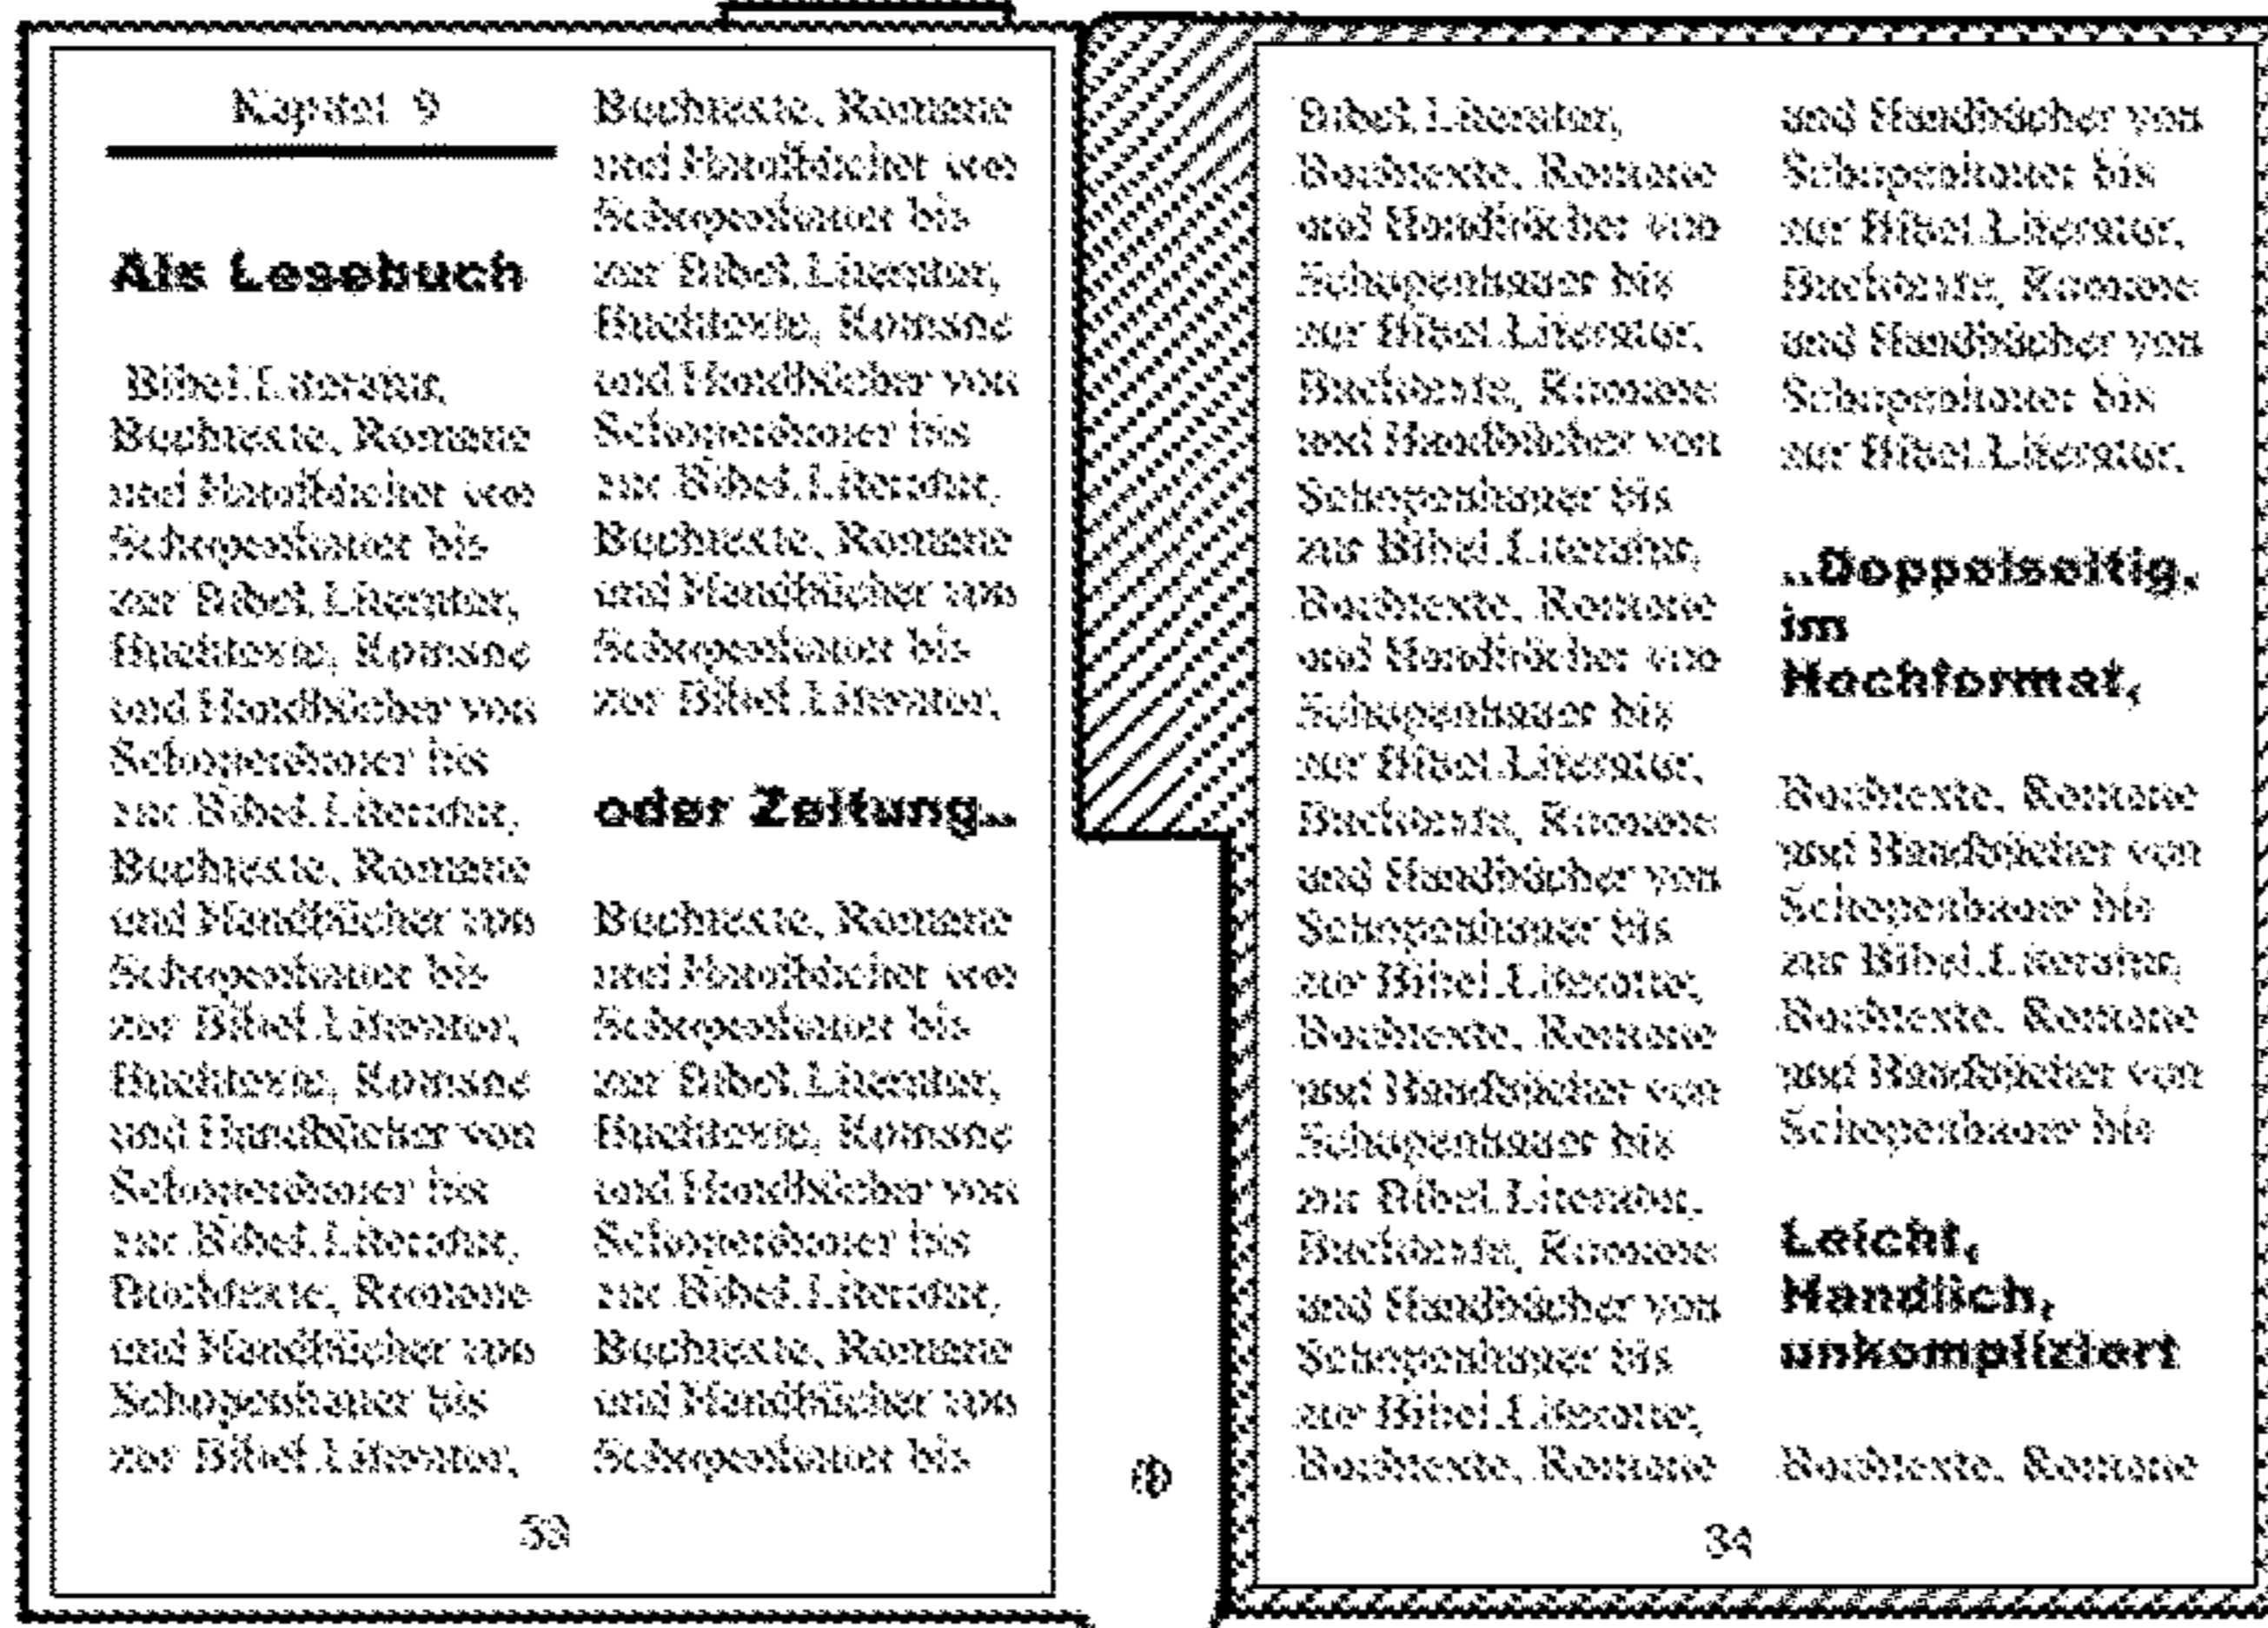 Kapitel 9
Als Lesebuch
Bibel.Literatur,
Buchtexte, Romane
und Handbücher von
Schopenhauer bis
zur Bibel.Literatur,
Buchtexte, Romane
und Handbücher von
Schopenhauer bis
zur Bibel.Literatur,
Buchtexte, Romane
und Handbücher von
Schopenhauer bis
zur Bibel.Literatur,
Buchtexte, Romane
und Handbücher von
Schopenhauer bis
zur Bibel.Literatur,
Buchtexte, Romane
und Handbücher von
Schopenhauer bis
zur Bibel.Literatur,
Buchtexte, Romane
und Handbücher von
Schopenhauer bis
zur Bibel.Literatur,
Buchtexte, Romane
und Handbücher von
Schopenhauer bis
zur Bibel.Literatur,
Buchtexte, Romane
und Handbücher von
Schopenhauer bis
zur Bibel.Literatur,
oder Zeitung..
Buchtexte, Romane
und Handbücher von
Schopenhauer bis
zur Bibel.Literatur,
Buchtexte, Romane
und Handbücher von
Schopenhauer bis
zur Bibel.Literatur,
Buchtexte, Romane
und Handbücher von
Schopenhauer bis
33
Bibel.Literatur,
Buchtexte, Romane
und Handbücher von
Schopenhauer bis
zur Bibel.Literatur,
Buchtexte, Romane
und Handbücher von
Schopenhauer bis
zur Bibel.Literatur,
Buchtexte, Romane
und Handbücher von
Schopenhauer bis
zur Bibel.Literatur,
Buchtexte, Romane
und Handbücher von
Schopenhauer bis
zur Bibel.Literatur,
Buchtexte, Romane
und Handbücher von
Schopenhauer bis
zur Bibel.Literatur,
Buchtexte, Romane
und Handbücher von
Schopenhauer bis
zur Bibel.Literatur,
Buchtexte, Romane
und Handbücher von
Schopenhauer bis
zur Bibel.Literatur,
Buchtexte, Romane
und Handbücher von
Schopenhauer bis
zur Bibel.Literatur,
..Doppelseitig,
im
Hochformat,
Buchtexte, Romane
und Handbücher von
Schopenhauer bis
zur Bibel.Literatur,
Buchtexte, Romane
und Handbücher von
Schopenhauer bis
Leicht,
Handlich,
unkompliziert
Buchtexte, Romane
34